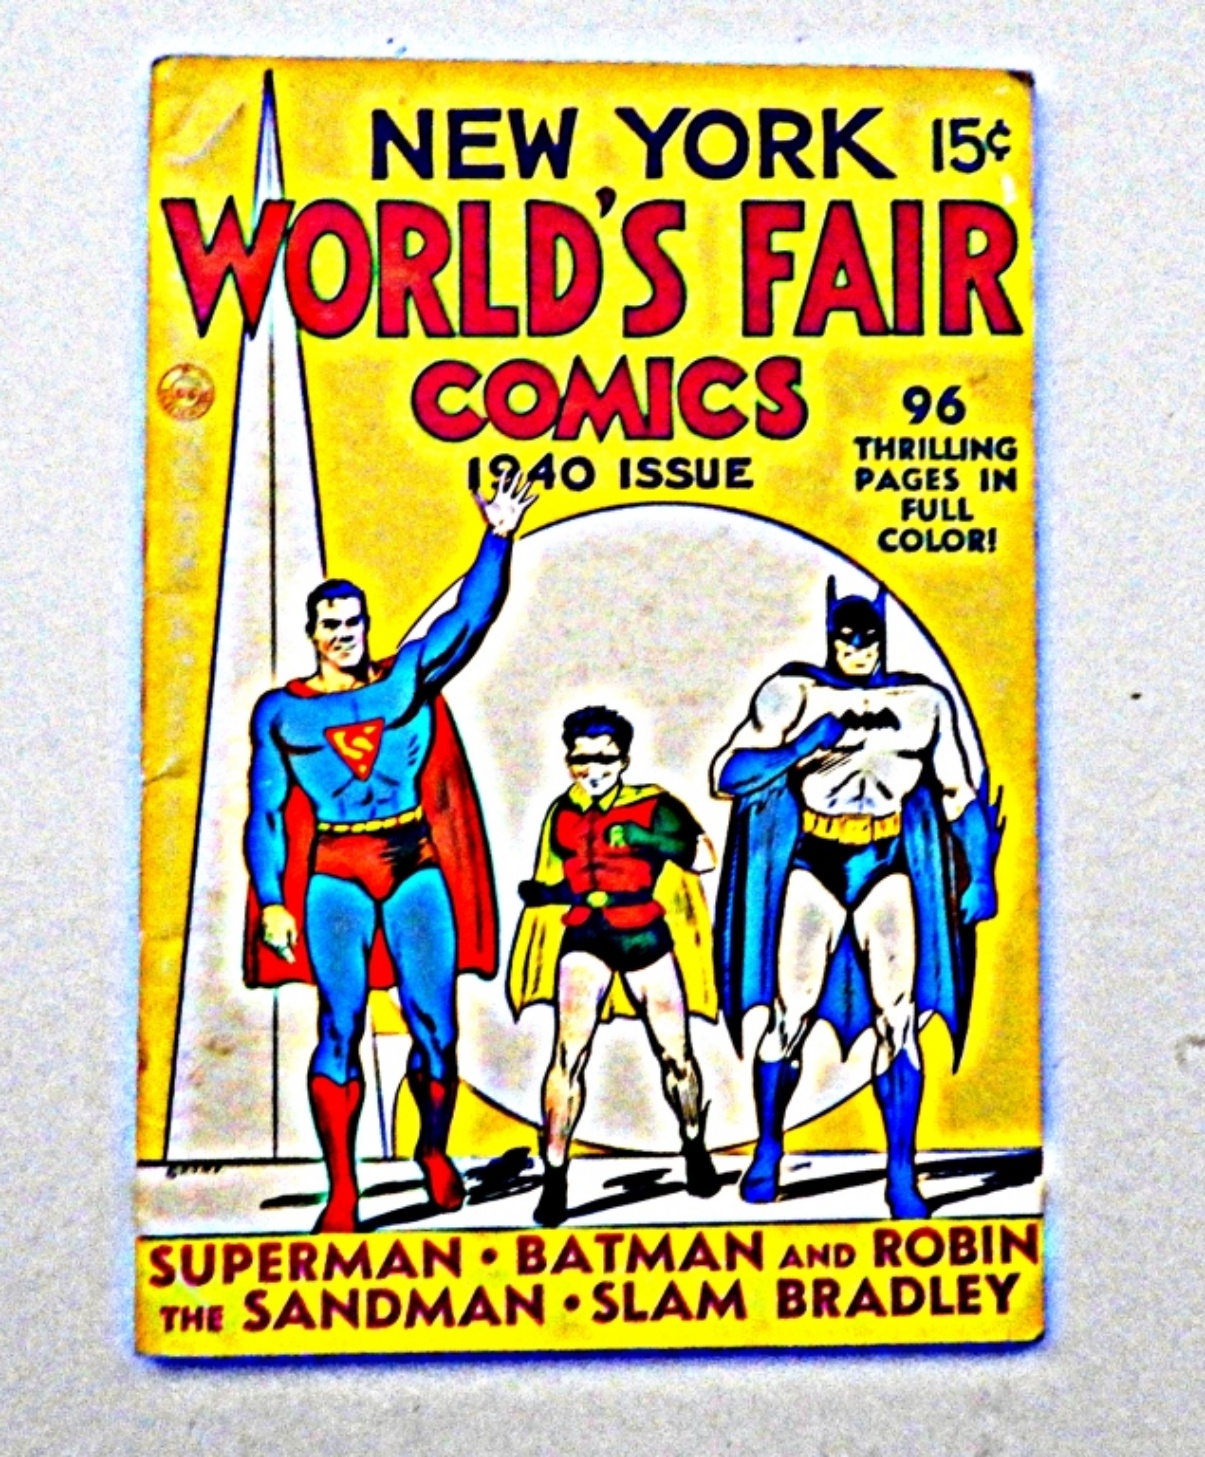 NEW YORK 15¢
WORLD'S FAIR
COMICS
1940 ISSUE
96
THRILLING
PAGES IN
FULL
COLOR!
S
R
SUPERMAN • BATMAN AND ROBIN
THE SANDMAN • SLAM BRADLEY